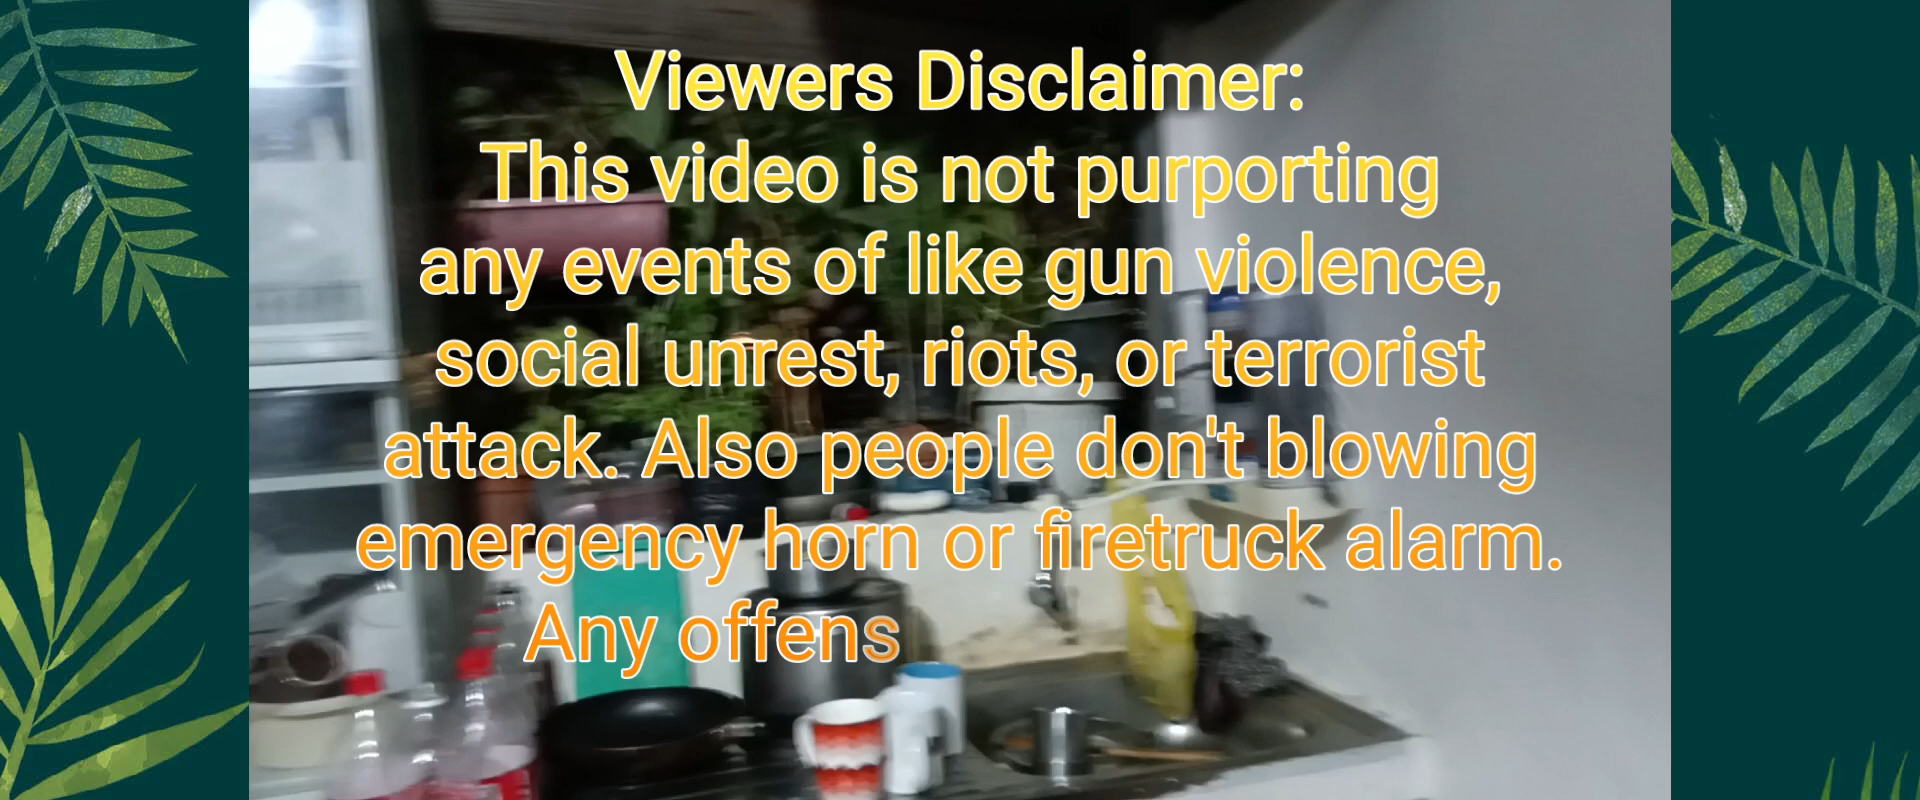 Viewers Disclaimer:
This video is not purporting
any events of like gun violence,
social unrest, riots, or terrorist
attack. Also people don't blowing
emergency horn or firetruck alarm.
Any offens